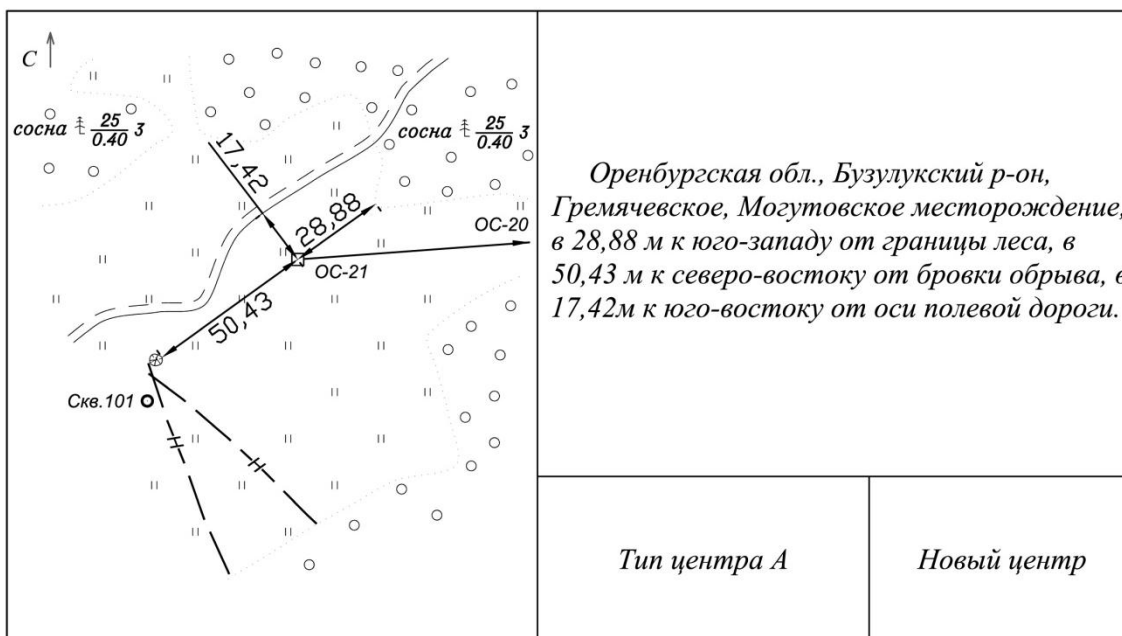 С
сосна 25 3
0.40
сосна 25 3
0.40
17,42
28,88
ОС-20
ОС-21
50,43
Скв.101
Оренбургская обл., Бузулукский р-он,
Гремячевское, Могутовское месторождение,
в 28,88 м к юго-западу от границы леса, в
50,43 м к северо-востоку от бровки обрыва, в
17,42м к юго-востоку от оси полевой дороги.
Тип центра А
Новый центр